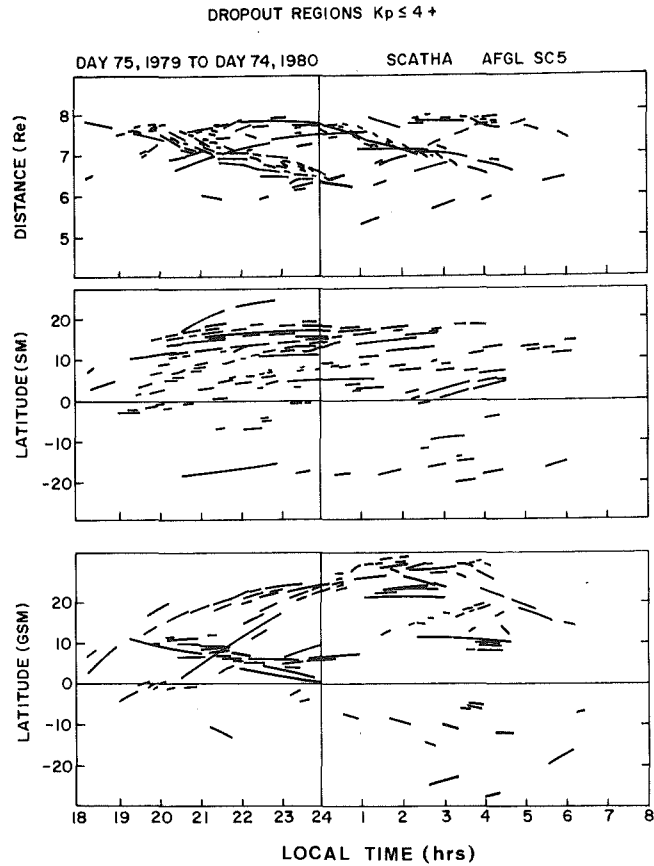 DROPOUT REGIONS Kp ≤ 4+
DAY 75, 1979 TO DAY 74, 1980 SCATHA AFGL SC5
DISTANCE (Re)
8
7
6
5
LATITUDE (SM)
20
10
0
-10
-20
LATITUDE (GSM)
20
10
0
-10
-20
18 19 20 21 22 23 24 1 2 3 4 5 6 7 8
LOCAL TIME (hrs)